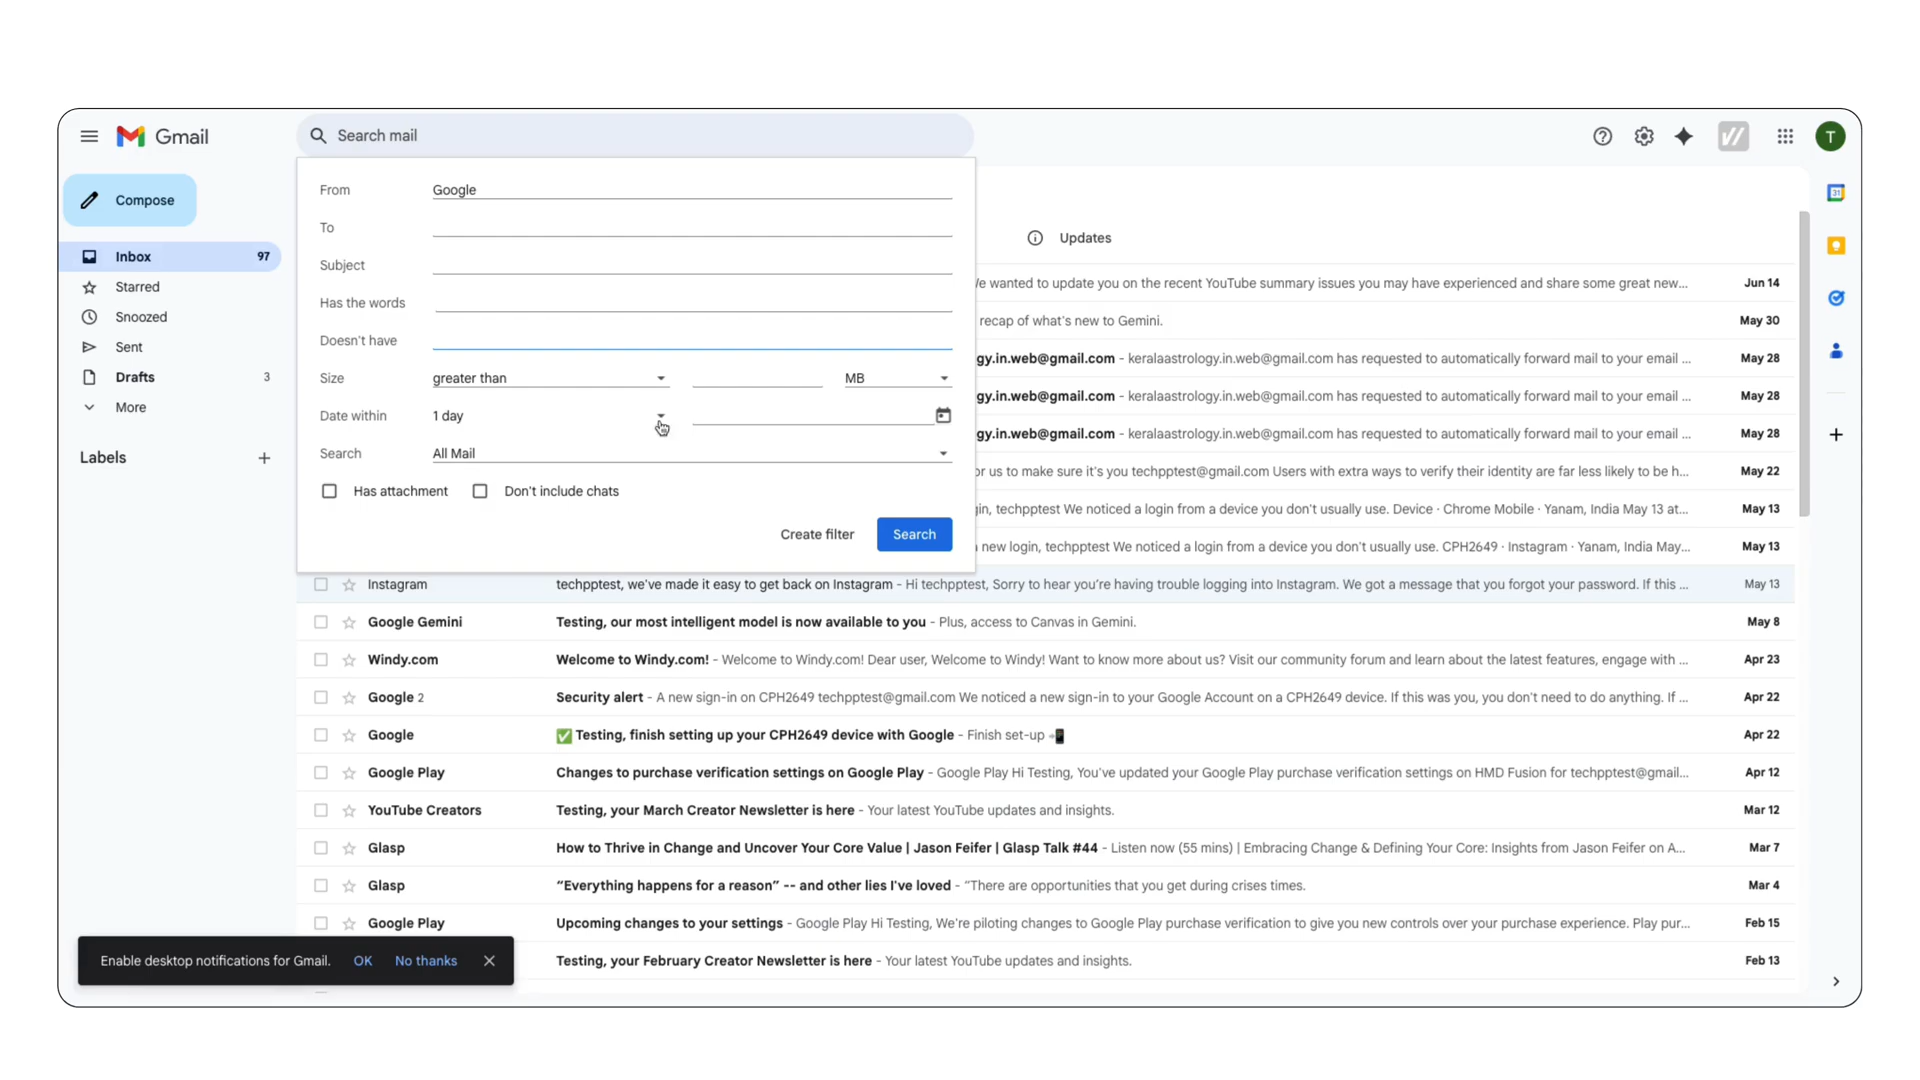 Gmail
Search mail
T
Compose
Inbox 97
Starred
Snoozed
Sent
Drafts 3
More
Labels
From Google
To
Subject
Has the words
Doesn't have
Size greater than MB
Date within 1 day
Search All Mail
Has attachment Don't include chats
Create filter Search
Updates
31
We wanted to update you on the recent YouTube summary issues you may have experienced and share some great new... Jun 14
recap of what's new to Gemini. May 30
gy.in.web@gmail.com - keralaastrology.in.web@gmail.com has requested to automatically forward mail to your email ... May 28
gy.in.web@gmail.com - keralaastrology.in.web@gmail.com has requested to automatically forward mail to your email ... May 28
gy.in.web@gmail.com - keralaastrology.in.web@gmail.com has requested to automatically forward mail to your email ... May 28
or us to make sure it's you techpptest@gmail.com Users with extra ways to verify their identity are far less likely to be h... May 22
in, techpptest We noticed a login from a device you don't usually use. Device · Chrome Mobile · Yanam, India May 13 at... May 13
new login, techpptest We noticed a login from a device you don't usually use. CPH2649 · Instagram · Yanam, India May... May 13
Instagram techpptest, we've made it easy to get back on Instagram - Hi techpptest, Sorry to hear you're having trouble logging into Instagram. We got a message that you forgot your password. If this ... May 13
Google Gemini Testing, our most intelligent model is now available to you - Plus, access to Canvas in Gemini. May 8
Windy.com Welcome to Windy.com! - Welcome to Windy.com! Dear user, Welcome to Windy! Want to know more about us? Visit our community forum and learn about the latest features, engage with ... Apr 23
Google 2 Security alert - A new sign-in on CPH2649 techpptest@gmail.com We noticed a new sign-in to your Google Account on a CPH2649 device. If this was you, you don't need to do anything. If ... Apr 22
Google ✅ Testing, finish setting up your CPH2649 device with Google - Finish set-up 📲 Apr 22
Google Play Changes to purchase verification settings on Google Play - Google Play Hi Testing, You've updated your Google Play purchase verification settings on HMD Fusion for techpptest@gmail... Apr 12
YouTube Creators Testing, your March Creator Newsletter is here - Your latest YouTube updates and insights. Mar 12
Glasp How to Thrive in Change and Uncover Your Core Value | Jason Feifer | Glasp Talk #44 - Listen now (55 mins) | Embracing Change & Defining Your Core: Insights from Jason Feifer on A... Mar 7
Glasp “Everything happens for a reason” -- and other lies I've loved - “There are opportunities that you get during crises times. Mar 4
Google Play Upcoming changes to your settings - Google Play Hi Testing, We're piloting changes to Google Play purchase verification to give you new controls over your purchase experience. Play pur... Feb 15
Testing, your February Creator Newsletter is here - Your latest YouTube updates and insights. Feb 13
Enable desktop notifications for Gmail. OK No thanks